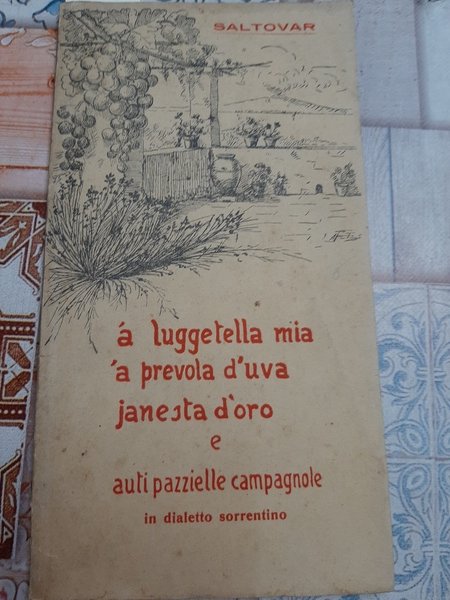 SALTOVAR
á luggetella mia
'a prevola d'uva
janesta d'oro
e
auti pazzielle campagnole
in dialetto sorrentino